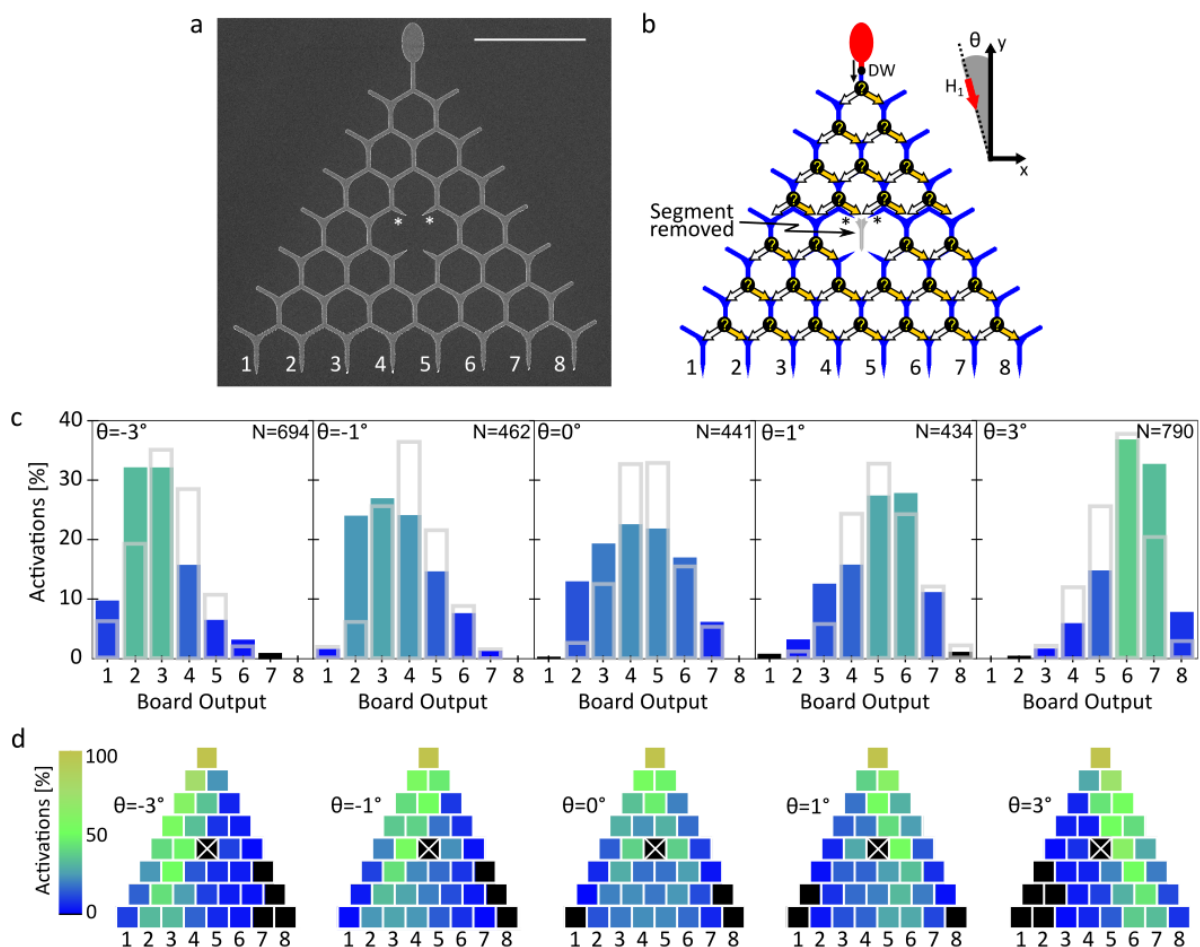 a
* *
1 2 3 4 5 6 7 8
b
DW
θ y
H1
x
? ? ? ? ? ? ? ? ? ? ? ? ? ? ? ? ? ? ? ? ? ? ? ? ? ?
Segment
removed
* *
1 2 3 4 5 6 7 8
c
Activations [%]
40
30
20
10
0
θ=-3° N=694
θ=-1° N=462
θ=0° N=441
θ=1° N=434
θ=3° N=790
1 2 3 4 5 6 7 8
1 2 3 4 5 6 7 8
1 2 3 4 5 6 7 8
1 2 3 4 5 6 7 8
1 2 3 4 5 6 7 8
Board Output
Board Output
Board Output
Board Output
Board Output
d
Activations [%]
100
50
0
θ=-3°
θ=-1°
θ=0°
θ=1°
θ=3°
1 2 3 4 5 6 7 8
1 2 3 4 5 6 7 8
1 2 3 4 5 6 7 8
1 2 3 4 5 6 7 8
1 2 3 4 5 6 7 8